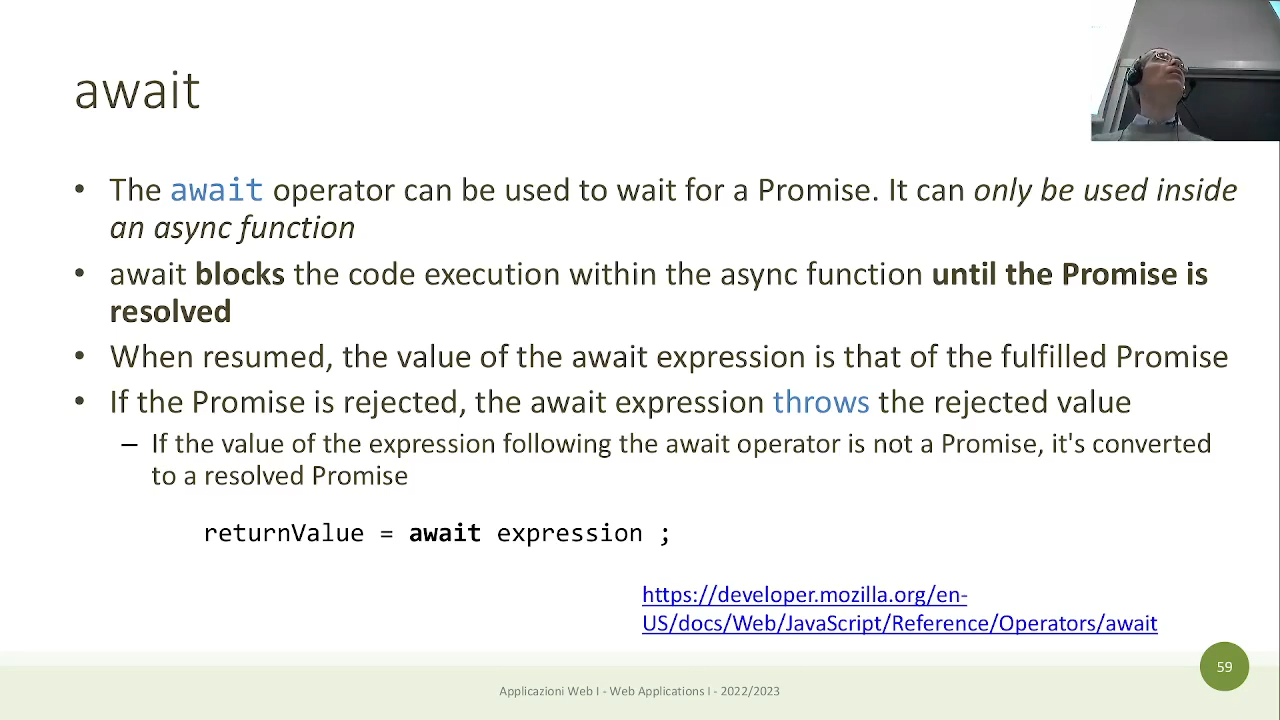 await
• The await operator can be used to wait for a Promise. It can only be used inside
an async function
• await blocks the code execution within the async function until the Promise is
resolved
• When resumed, the value of the await expression is that of the fulfilled Promise
• If the Promise is rejected, the await expression throws the rejected value
– If the value of the expression following the await operator is not a Promise, it's converted
to a resolved Promise
returnValue = await expression ;
https://developer.mozilla.org/en-
US/docs/Web/JavaScript/Reference/Operators/await
59
Applicazioni Web I - Web Applications I - 2022/2023